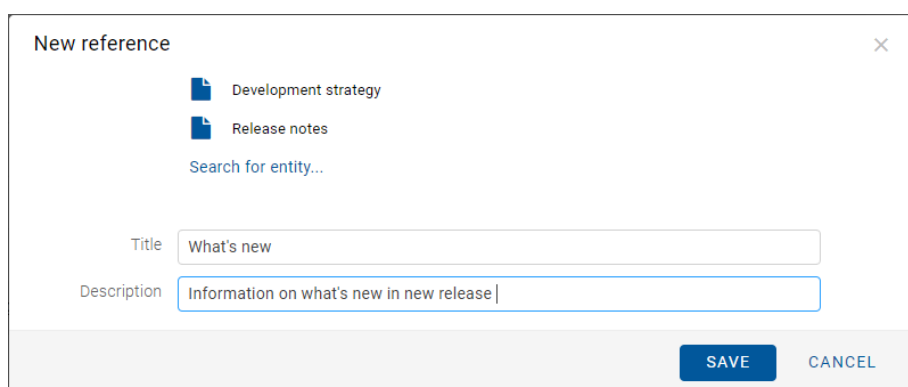 New reference
Development strategy
Release notes
Search for entity...
Title What's new
Description Information on what's new in new release
SAVE CANCEL